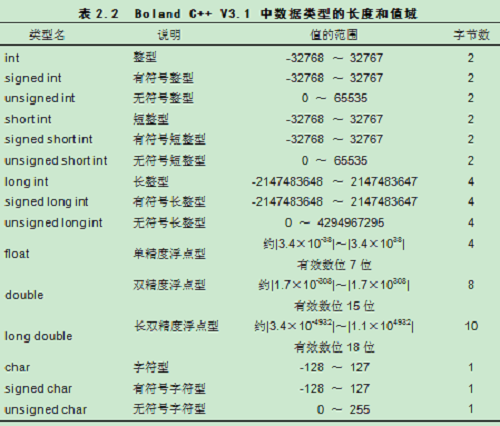 表 2.2 Boland C++ V3.1 中数据类型的长度和值域
类型名 说明 值的范围 字节数
int 整型 -32768 ~ 32767 2
signed int 有符号整型 -32768 ~ 32767 2
unsigned int 无符号整型 0 ~ 65535 2
short int 短整型 -32768 ~ 32767 2
signed short int 有符号短整型 -32768 ~ 32767 2
unsigned short int 无符号短整型 0 ~ 65535 2
long int 长整型 -2147483648 ~ 2147483647 4
signed long int 有符号长整型 -2147483648 ~ 2147483647 4
unsigned long int 无符号长整型 0 ~ 4294967295 4
float 单精度浮点型 约|3.4×10⁻³⁸|~|3.4×10³⁸| 4
有效数位 7 位
double 双精度浮点型 约|1.7×10⁻³⁰⁸|~|1.7×10³⁰⁸| 8
有效数位 15 位
long double 长双精度浮点型 约|3.4×10⁻⁴⁹³²|~|1.1×10⁴⁹³²| 10
有效数位 18 位
char 字符型 -128 ~ 127 1
signed char 有符号字符型 -128 ~ 127 1
unsigned char 无符号字符型 0 ~ 255 1